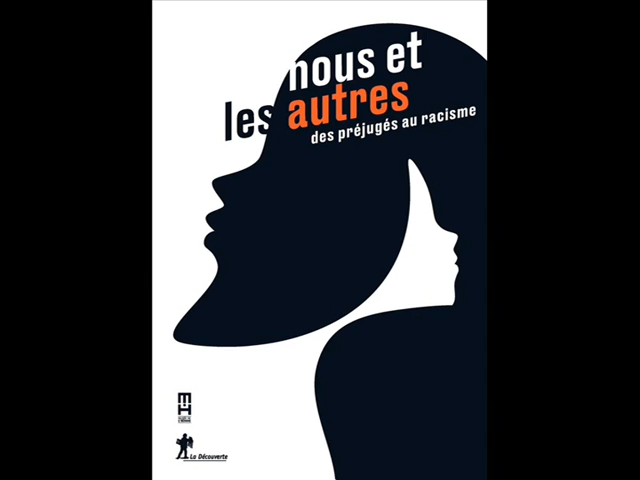 nous et
les autres
des préjugés au racisme
La Découverte